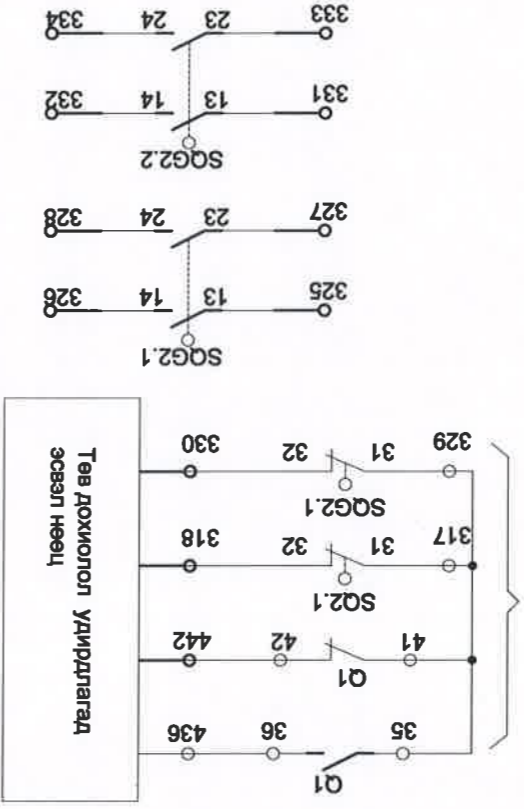 Q1
35 36 436
Q1
41 42 442
SQ2.1
317 31 32 318
SQG2.1
329 31 32 330
Төв дохиолол удирдлагад
эсвэл нөөц
SQG2.1
325 13 14 326
327 23 24 328
SQG2.2
331 13 14 332
333 23 24 334